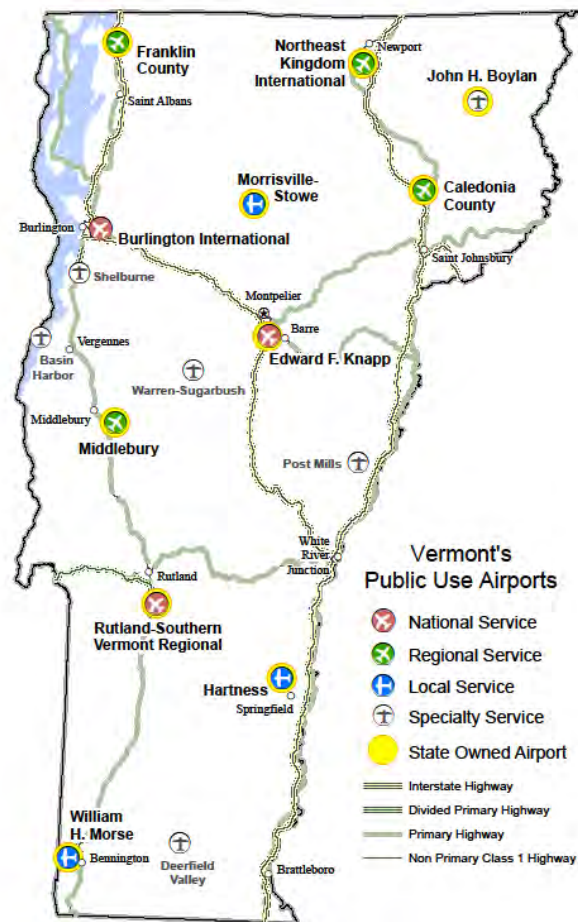 Franklin
County
Northeast
Kingdom
International
Newport
John H. Boylan
Saint Albans
Morrisville-
Stowe
Caledonia
County
Burlington
Burlington International
Saint Johnsbury
Shelburne
Montpelier
Barre
Edward F. Knapp
Basin
Harbor
Vergennes
Warren-Sugarbush
Middlebury
Middlebury
Post Mills
White
River
Junction
Rutland
Rutland-Southern
Vermont Regional
Hartness
Springfield
William
H. Morse
Bennington
Deerfield
Valley
Brattleboro
Vermont's
Public Use Airports
National Service
Regional Service
Local Service
Specialty Service
State Owned Airport
Interstate Highway
Divided Primary Highway
Primary Highway
Non Primary Class 1 Highway